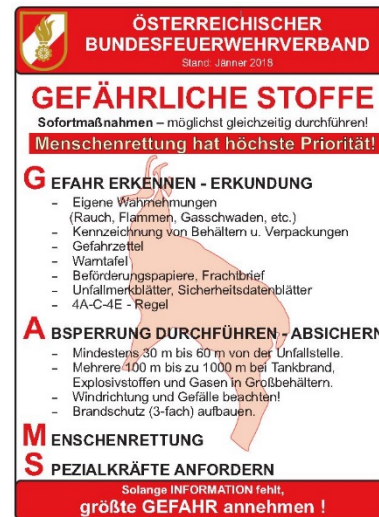 ÖSTERREICHISCHER
BUNDESFEUERWEHRVERBAND
Stand: Jänner 2018
GEFÄHRLICHE STOFFE
Sofortmaßnahmen – möglichst gleichzeitig durchführen!
Menschenrettung hat höchste Priorität!
GEFAHR ERKENNEN - ERKUNDUNG
- Eigene Wahrnehmungen
(Rauch, Flammen, Gasschwaden, etc.)
- Kennzeichnung von Behältern u. Verpackungen
- Gefahrzettel
- Warntafel
- Beförderungspapiere, Frachtbrief
- Unfallmerkblätter, Sicherheitsdatenblätter
- 4A-C-4E - Regel
ABSPERRUNG DURCHFÜHREN - ABSICHERN
- Mindestens 30 m bis 60 m von der Unfallstelle.
- Mehrere 100 m bis zu 1000 m bei Tankbrand,
Explosivstoffen und Gasen in Großbehältern.
- Windrichtung und Gefälle beachten!
- Brandschutz (3-fach) aufbauen.
MENSCHENRETTUNG
SPEZIALKRÄFTE ANFORDERN
Solange INFORMATION fehlt,
größte GEFAHR annehmen !